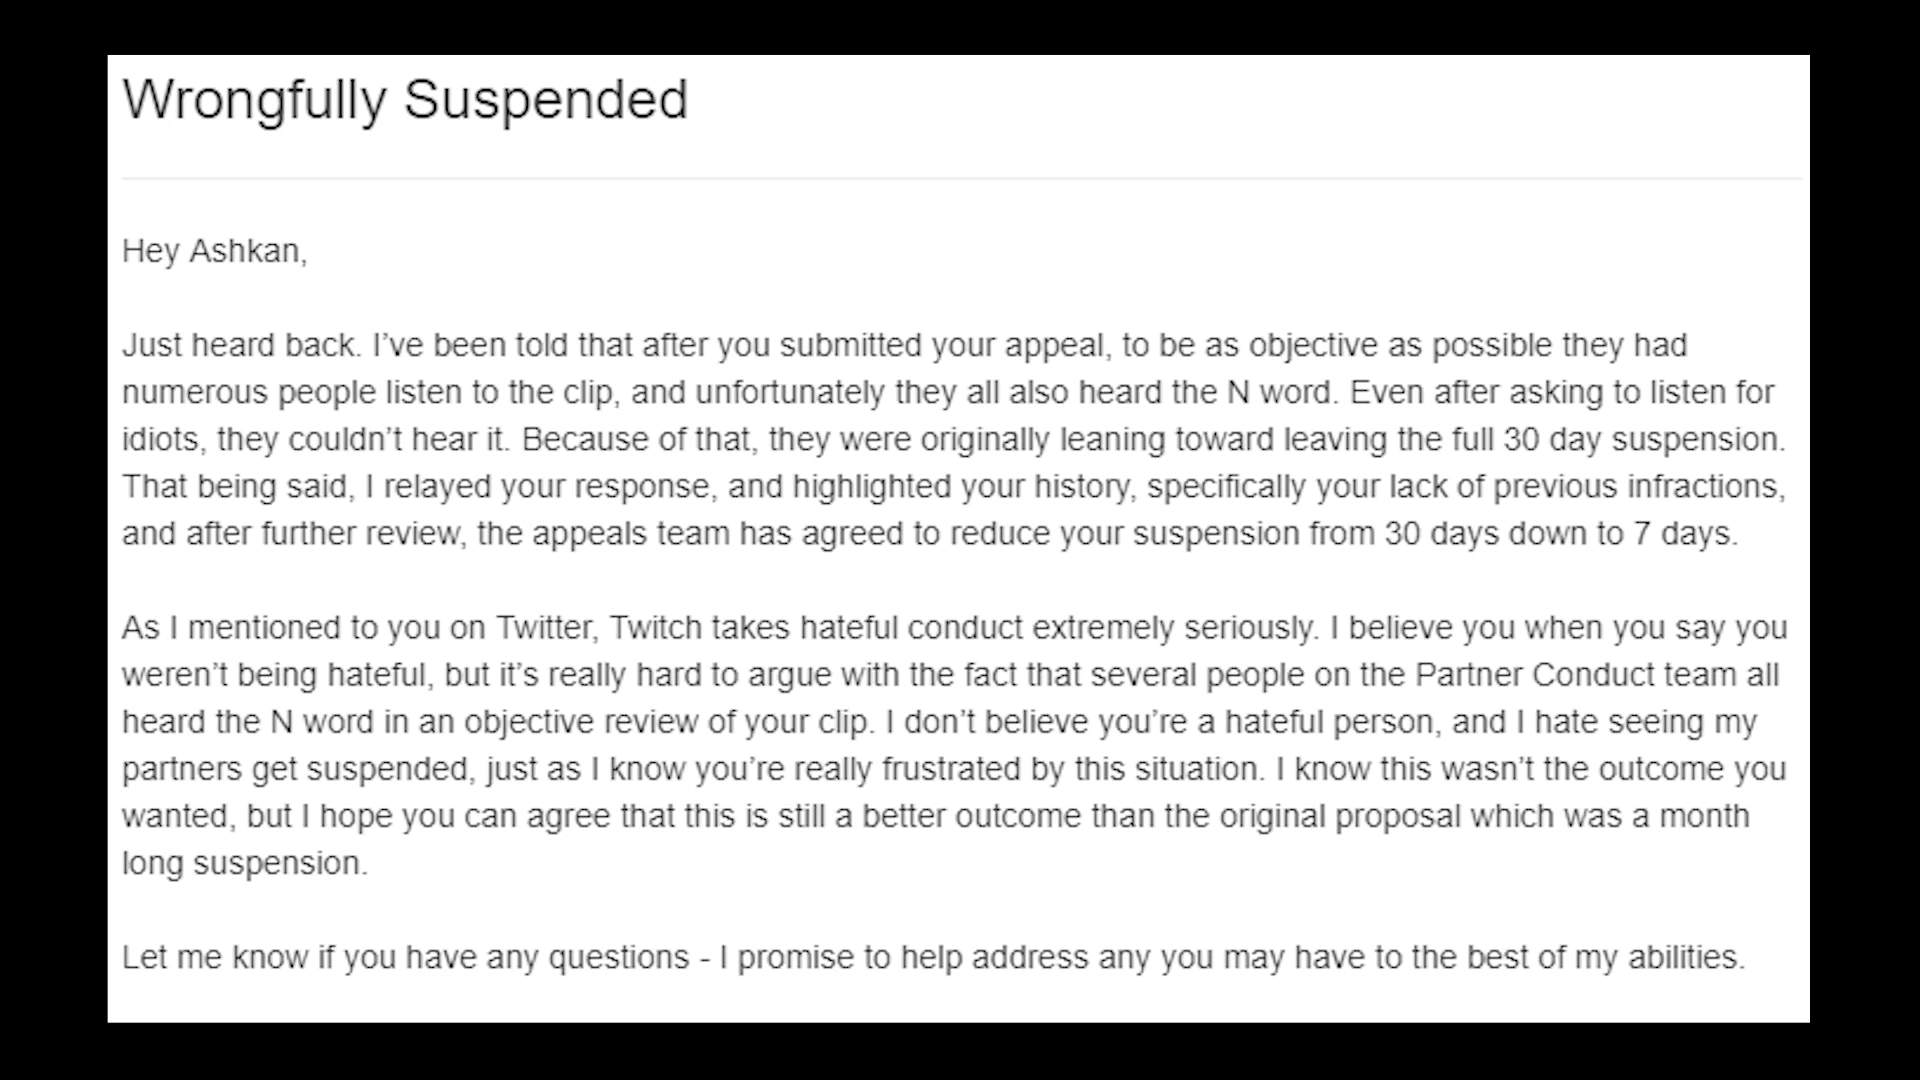 Wrongfully Suspended
Hey Ashkan,
Just heard back. I’ve been told that after you submitted your appeal, to be as objective as possible they had
numerous people listen to the clip, and unfortunately they all also heard the N word. Even after asking to listen for
idiots, they couldn’t hear it. Because of that, they were originally leaning toward leaving the full 30 day suspension.
That being said, I relayed your response, and highlighted your history, specifically your lack of previous infractions,
and after further review, the appeals team has agreed to reduce your suspension from 30 days down to 7 days.
As I mentioned to you on Twitter, Twitch takes hateful conduct extremely seriously. I believe you when you say you
weren’t being hateful, but it’s really hard to argue with the fact that several people on the Partner Conduct team all
heard the N word in an objective review of your clip. I don’t believe you’re a hateful person, and I hate seeing my
partners get suspended, just as I know you’re really frustrated by this situation. I know this wasn’t the outcome you
wanted, but I hope you can agree that this is still a better outcome than the original proposal which was a month
long suspension.
Let me know if you have any questions - I promise to help address any you may have to the best of my abilities.